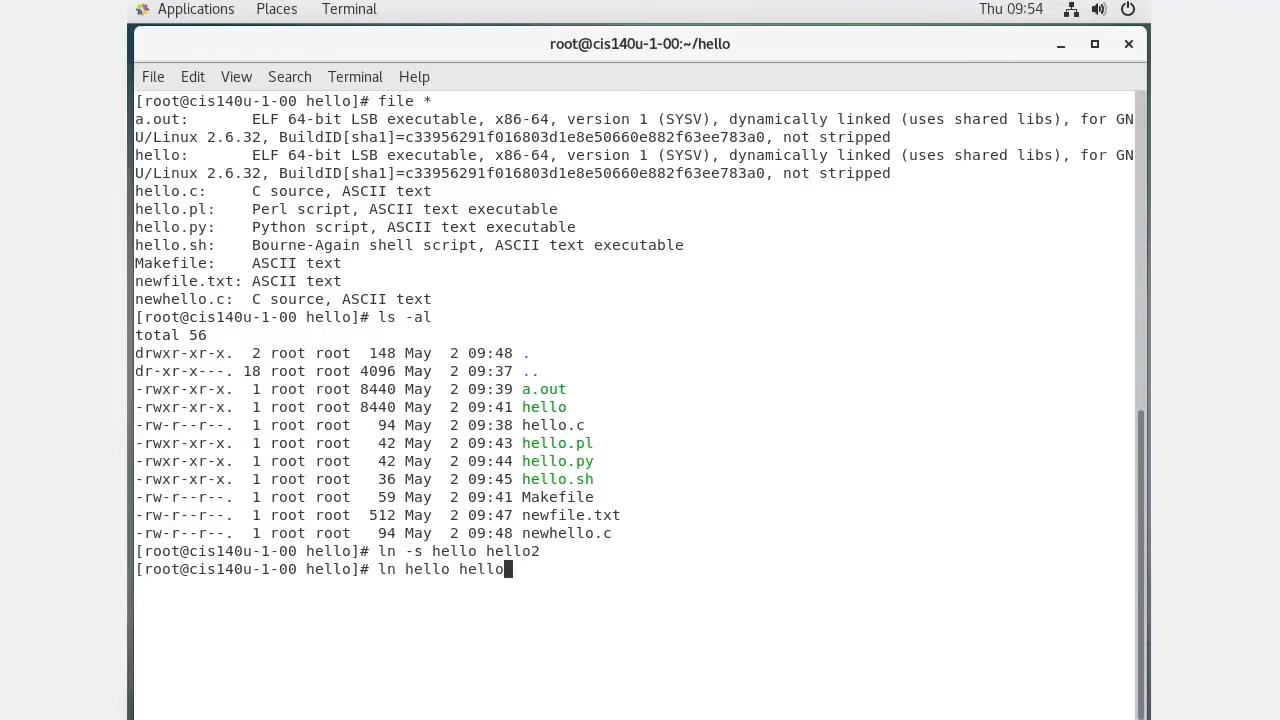 Applications Places Terminal Thu 09:54
root@cis140u-1-00:~/hello
File Edit View Search Terminal Help
[root@cis140u-1-00 hello]# file *
a.out:       ELF 64-bit LSB executable, x86-64, version 1 (SYSV), dynamically linked (uses shared libs), for GN
U/Linux 2.6.32, BuildID[sha1]=c33956291f016803d1e8e50660e882f63ee783a0, not stripped
hello:       ELF 64-bit LSB executable, x86-64, version 1 (SYSV), dynamically linked (uses shared libs), for GN
U/Linux 2.6.32, BuildID[sha1]=c33956291f016803d1e8e50660e882f63ee783a0, not stripped
hello.c:     C source, ASCII text
hello.pl:    Perl script, ASCII text executable
hello.py:    Python script, ASCII text executable
hello.sh:    Bourne-Again shell script, ASCII text executable
Makefile:    ASCII text
newfile.txt: ASCII text
newhello.c:  C source, ASCII text
[root@cis140u-1-00 hello]# ls -al
total 56
drwxr-xr-x.  2 root root  148 May  2 09:48 .
dr-xr-x---. 18 root root 4096 May  2 09:37 ..
-rwxr-xr-x.  1 root root 8440 May  2 09:39 a.out
-rwxr-xr-x.  1 root root 8440 May  2 09:41 hello
-rw-r--r--.  1 root root   94 May  2 09:38 hello.c
-rwxr-xr-x.  1 root root   42 May  2 09:43 hello.pl
-rwxr-xr-x.  1 root root   42 May  2 09:44 hello.py
-rwxr-xr-x.  1 root root   36 May  2 09:45 hello.sh
-rw-r--r--.  1 root root   59 May  2 09:41 Makefile
-rw-r--r--.  1 root root  512 May  2 09:47 newfile.txt
-rw-r--r--.  1 root root   94 May  2 09:48 newhello.c
[root@cis140u-1-00 hello]# ln -s hello hello2
[root@cis140u-1-00 hello]# ln hello hello